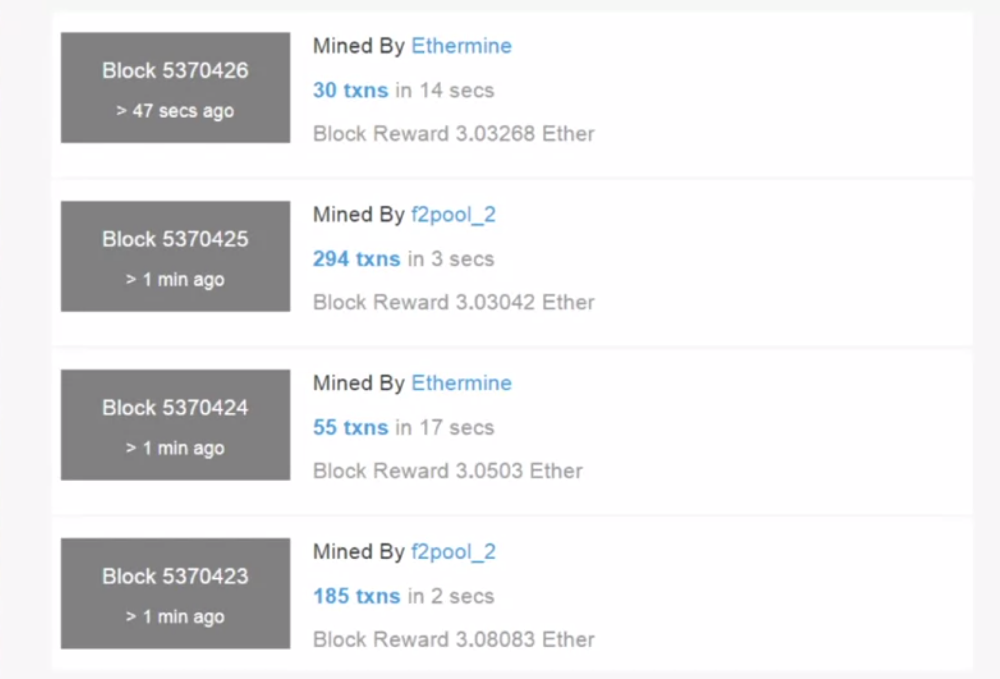 Block 5370426
> 47 secs ago
Mined By Ethermine
30 txns in 14 secs
Block Reward 3.03268 Ether
Block 5370425
> 1 min ago
Mined By f2pool_2
294 txns in 3 secs
Block Reward 3.03042 Ether
Block 5370424
> 1 min ago
Mined By Ethermine
55 txns in 17 secs
Block Reward 3.0503 Ether
Block 5370423
> 1 min ago
Mined By f2pool_2
185 txns in 2 secs
Block Reward 3.08083 Ether